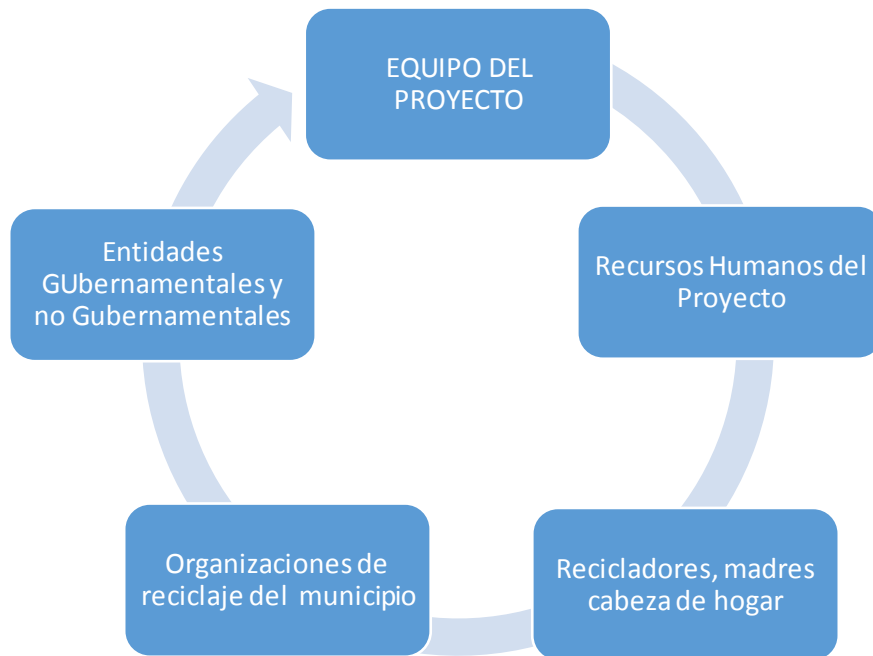 EQUIPO DEL
PROYECTO
Recursos Humanos del
Proyecto
Recicladores, madres
cabeza de hogar
Organizaciones de
reciclaje del municipio
Entidades
GUbernamentales y
no Gubernamentales